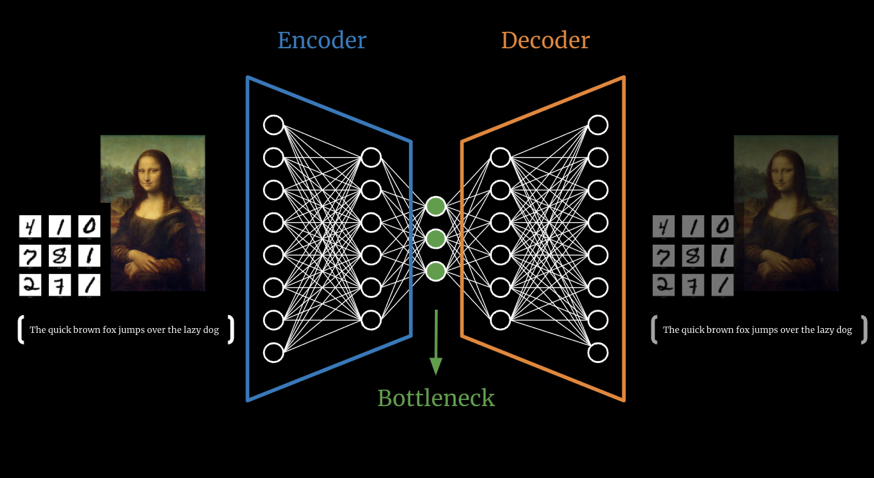 Encoder
Decoder
4 1 0
7 8 1
2 7 1
The quick brown fox jumps over the lazy dog
Bottleneck
4 1 0
7 8 1
2 7 1
The quick brown fox jumps over the lazy dog